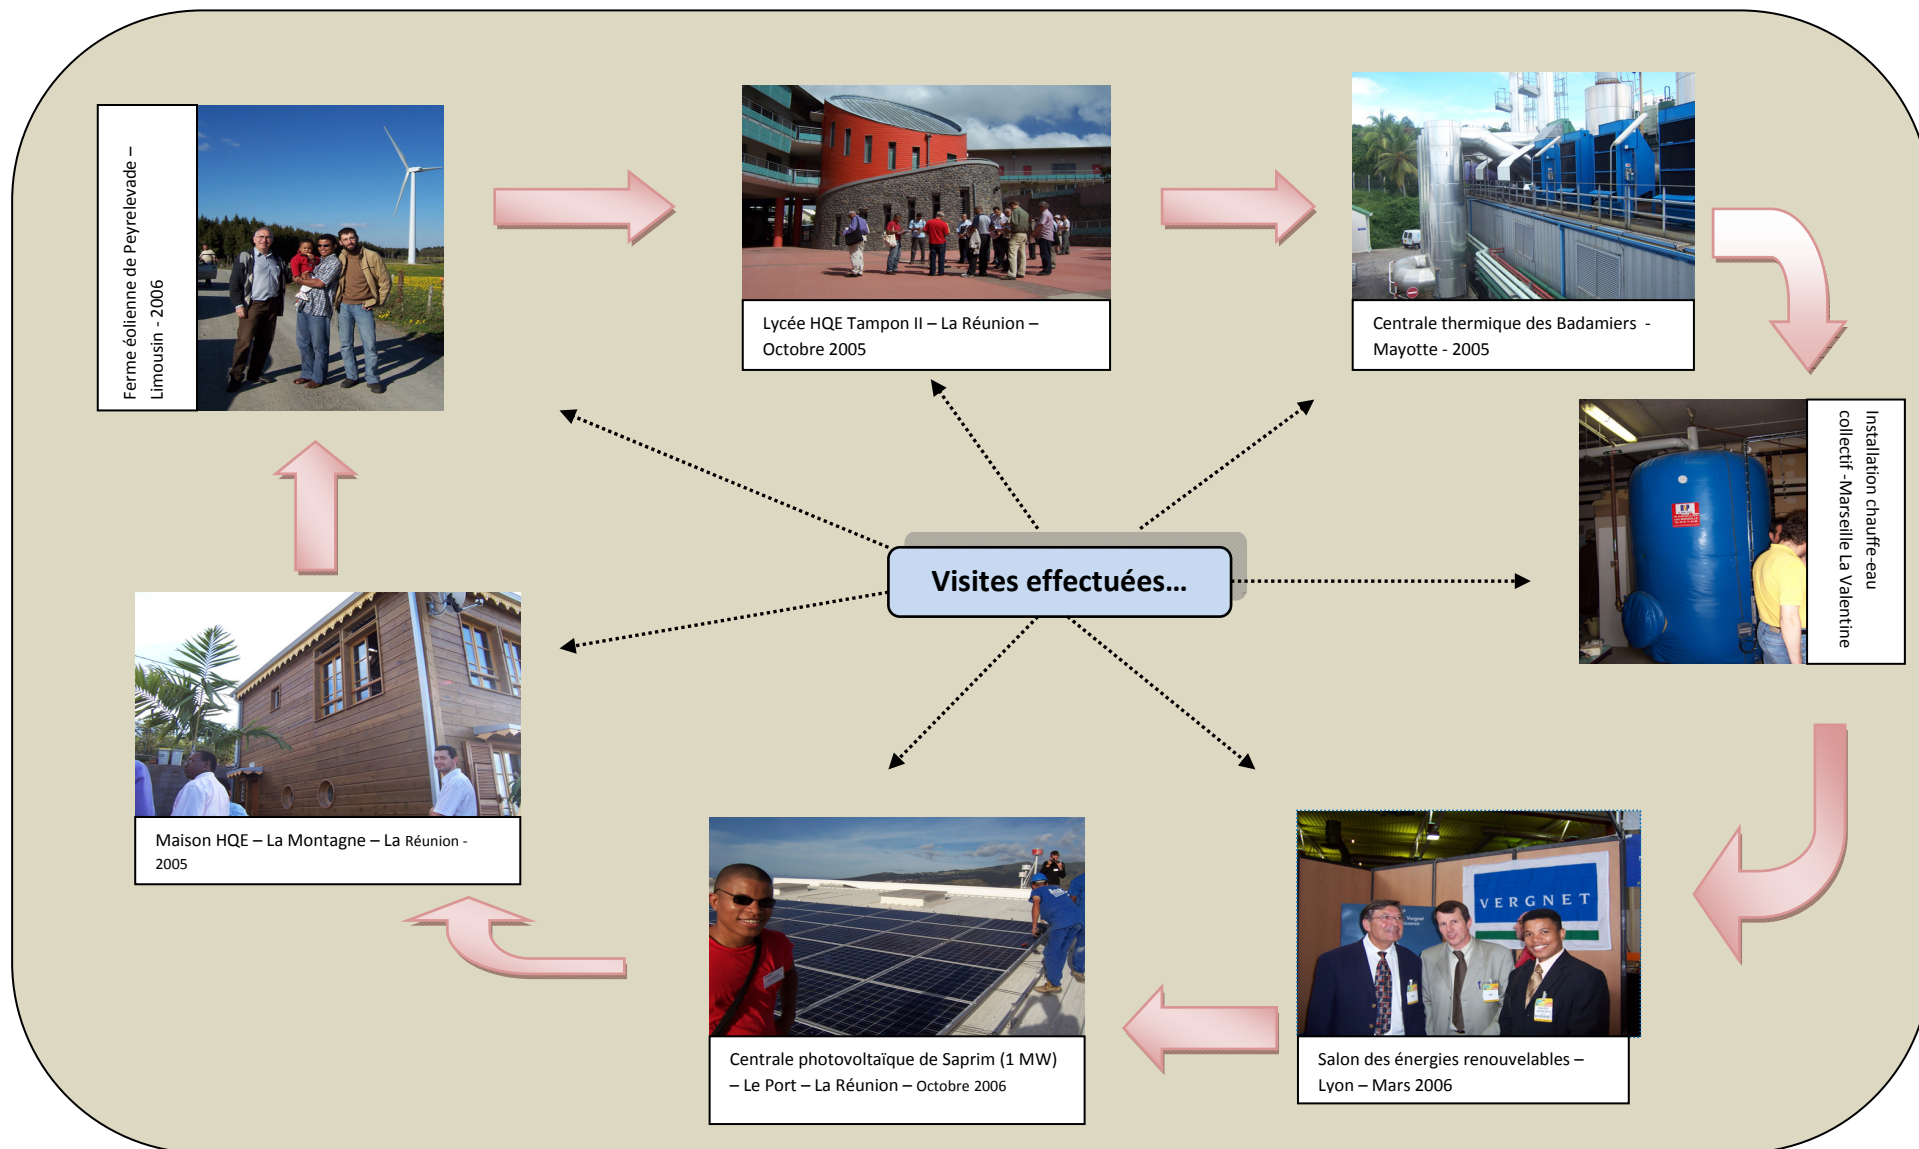 Ferme éolienne de Peyrelevade –
Limousin - 2006
Lycée HQE Tampon II – La Réunion –
Octobre 2005
Centrale thermique des Badamiers -
Mayotte - 2005
Installation chauffe-eau
collectif -Marseille La Valentine
Visites effectuées...
Maison HQE – La Montagne – La Réunion -
2005
Centrale photovoltaïque de Saprim (1 MW)
– Le Port – La Réunion – Octobre 2006
VERGNET
Vergnet
Salon des énergies renouvelables –
Lyon – Mars 2006